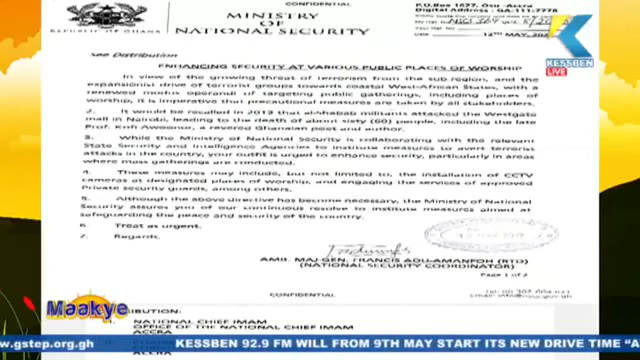 CONFIDENTIAL
REPUBLIC OF GHANA
MINISTRY
OF
NATIONAL SECURITY
P.O.Box 1627, Osu - Accra
Digital Address : GA-111-7778
12TH MAY,
KESSBEN
LIVE
See Distribution
ENHANCING SECURITY AT VARIOUS PUBLIC PLACES OF WORSHIP
In view of the growing threat of terrorism from the sub region, and the
expansionist drive of terrorist groups towards coastal West African States, with a
renewed modus operandi of targeting public gatherings, including places of
worship, it is imperative that precautionary measures are taken by all stakeholders.
2. It would be recalled in 2013 that al-shabab militants attacked the Westgate
mall in Nairobi, leading to the death of about sixty (60) people, including the late
Prof. Kofi Awoonor, a revered Ghanaian poet and author.
3. While the Ministry of National Security is collaborating with the relevant
State Security and Intelligence Agencies to institute measures to avert terrorist
attacks in the country, your outfit is urged to enhance security, particularly in areas
where mass gatherings are conducted.
4. These measures may include, but not limited to, the installation of CCTV
cameras at designated places of worship, and engaging the services of approved
Private security guards, among others.
5. Although the above directive has become necessary, the Ministry of National
Security assures you of our continuous resolve to institute measures aimed at
safeguarding the peace and security of the country.
6 Treat as urgent.
7. Regards.
AMB. MAJ-GEN. FRANCIS ADU-AMANFOH (RTD)
(NATIONAL SECURITY COORDINATOR)
Page 1 of 2
CONFIDENTIAL
Maakye
NATIONAL CHIEF IMAM
OFFICE OF THE NATIONAL CHIEF IMAM
ACCRA
ACCRA
w.gstep.org.gh KESSBEN 92.9 FM WILL FROM 9TH MAY START ITS NEW DRIVE TIME "A